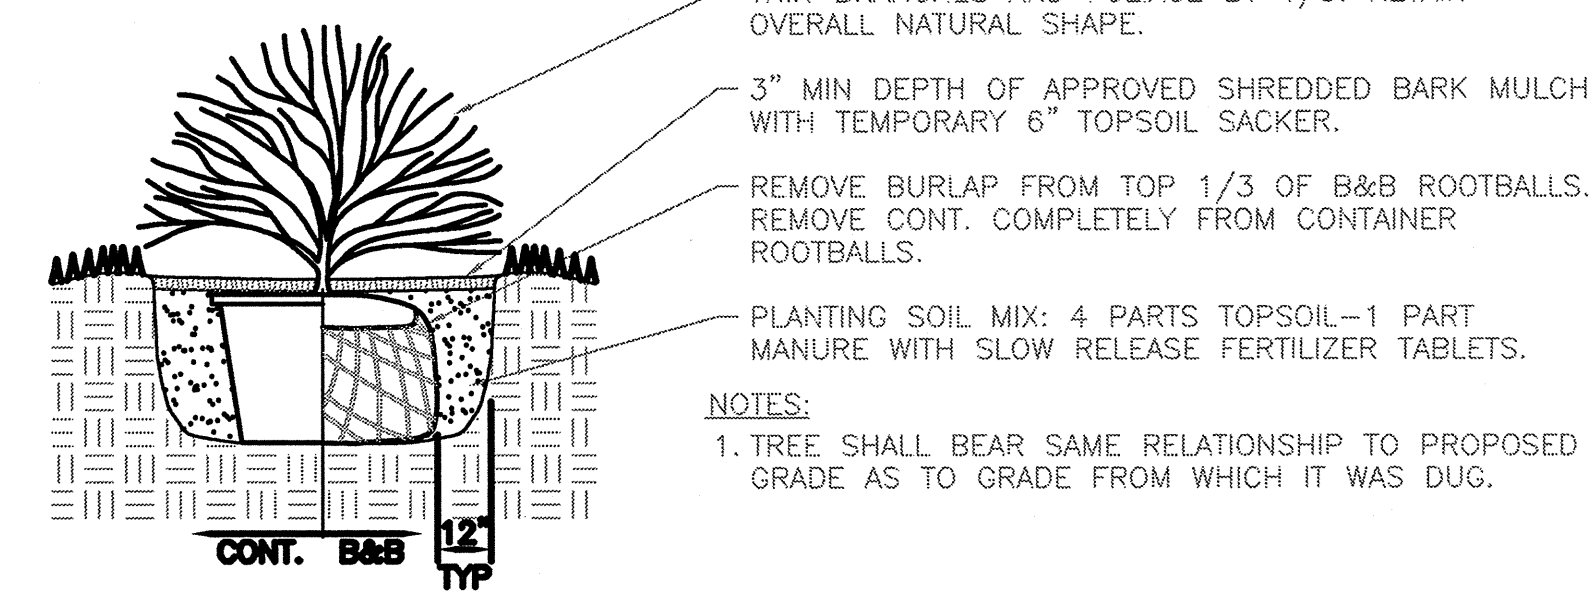 OVERALL NATURAL SHAPE.
3" MIN DEPTH OF APPROVED SHREDDED BARK MULCH
WITH TEMPORARY 6" TOPSOIL SACKER.
REMOVE BURLAP FROM TOP 1/3 OF B&B ROOTBALLS.
REMOVE CONT. COMPLETELY FROM CONTAINER
ROOTBALLS.
PLANTING SOIL MIX: 4 PARTS TOPSOIL-1 PART
MANURE WITH SLOW RELEASE FERTILIZER TABLETS.
NOTES:
1. TREE SHALL BEAR SAME RELATIONSHIP TO PROPOSED
GRADE AS TO GRADE FROM WHICH IT WAS DUG.
12"
CONT. B&B
TYP